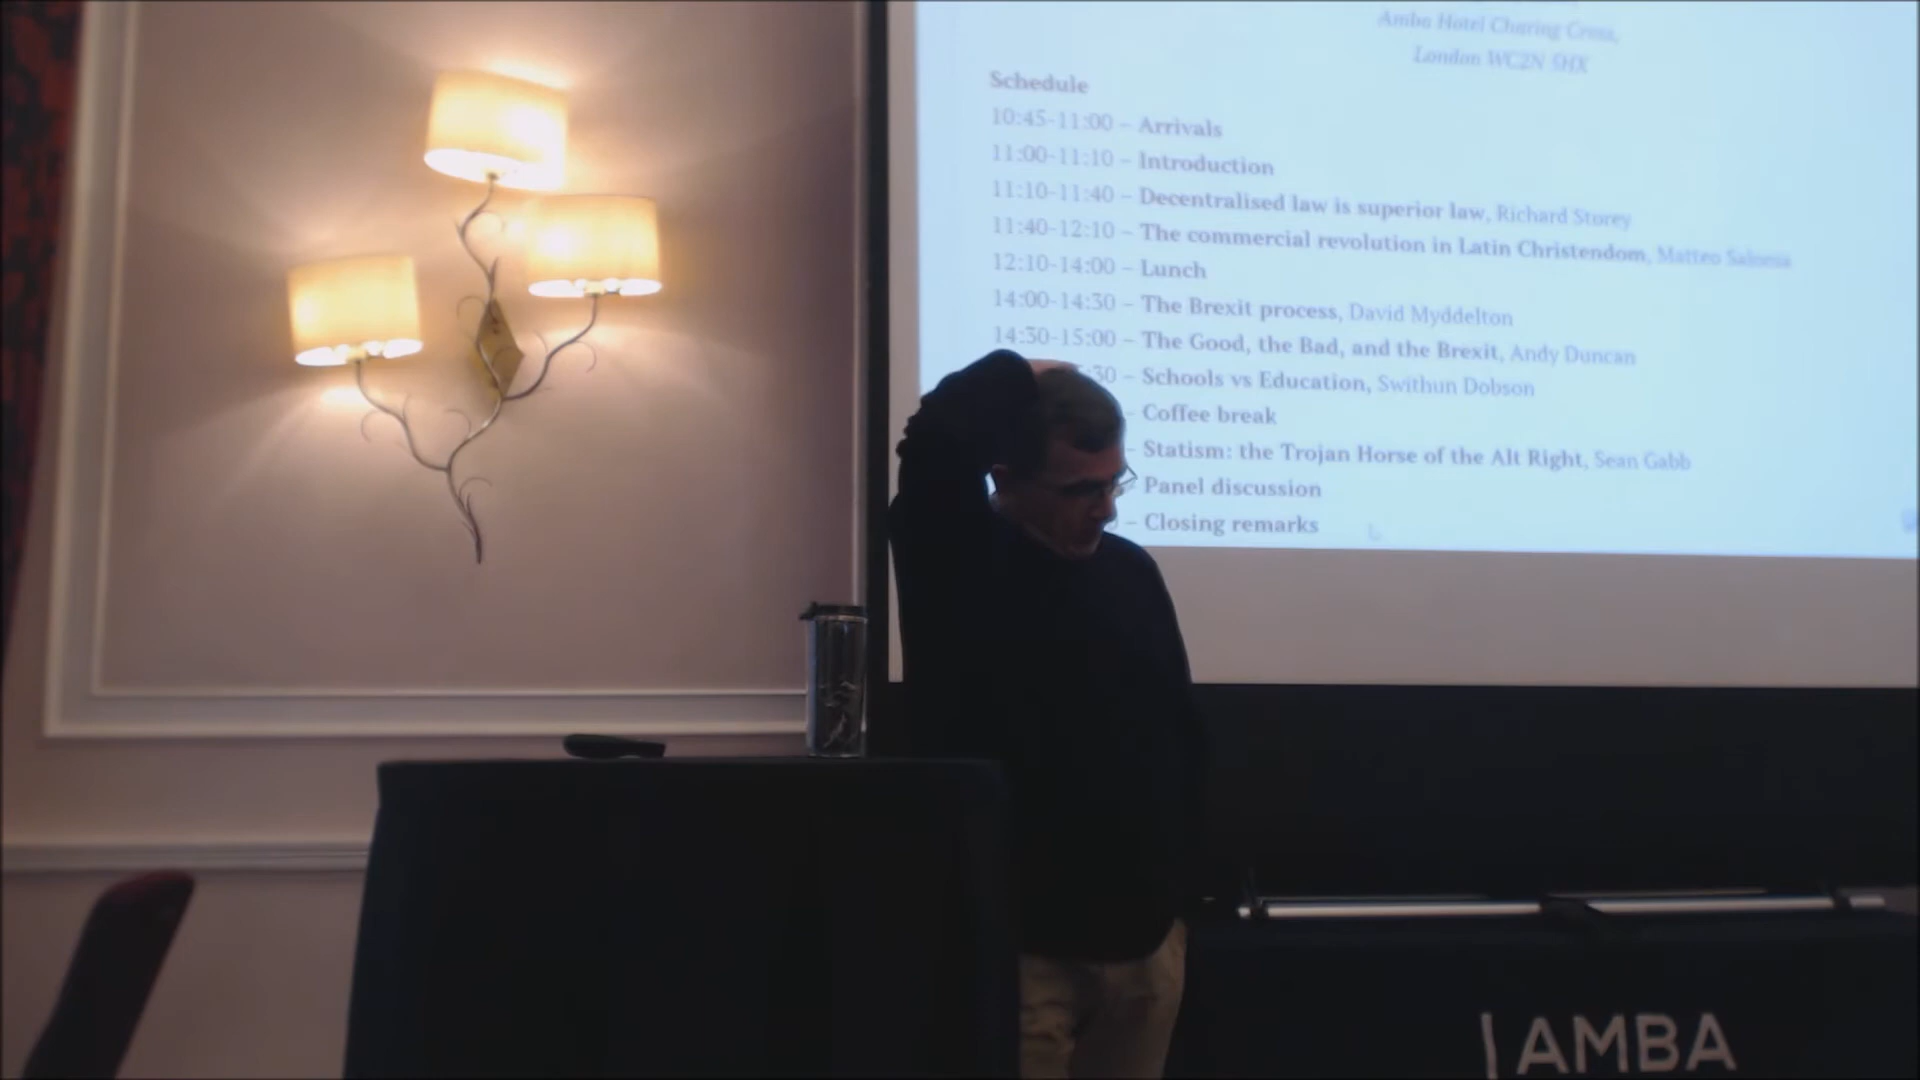 Amba Hotel Charing Cross,
London WC2N 5HX
Schedule
10:45-11:00 – Arrivals
11:00-11:10 – Introduction
11:10-11:40 – Decentralised law is superior law, Richard Storey
11:40-12:10 – The commercial revolution in Latin Christendom, Matteo Salonia
12:10-14:00 – Lunch
14:00-14:30 – The Brexit process, David Myddelton
14:30-15:00 – The Good, the Bad, and the Brexit, Andy Duncan
:30 – Schools vs Education, Swithun Dobson
– Coffee break
– Statism: the Trojan Horse of the Alt Right, Sean Gabb
– Panel discussion
– Closing remarks
AMBA